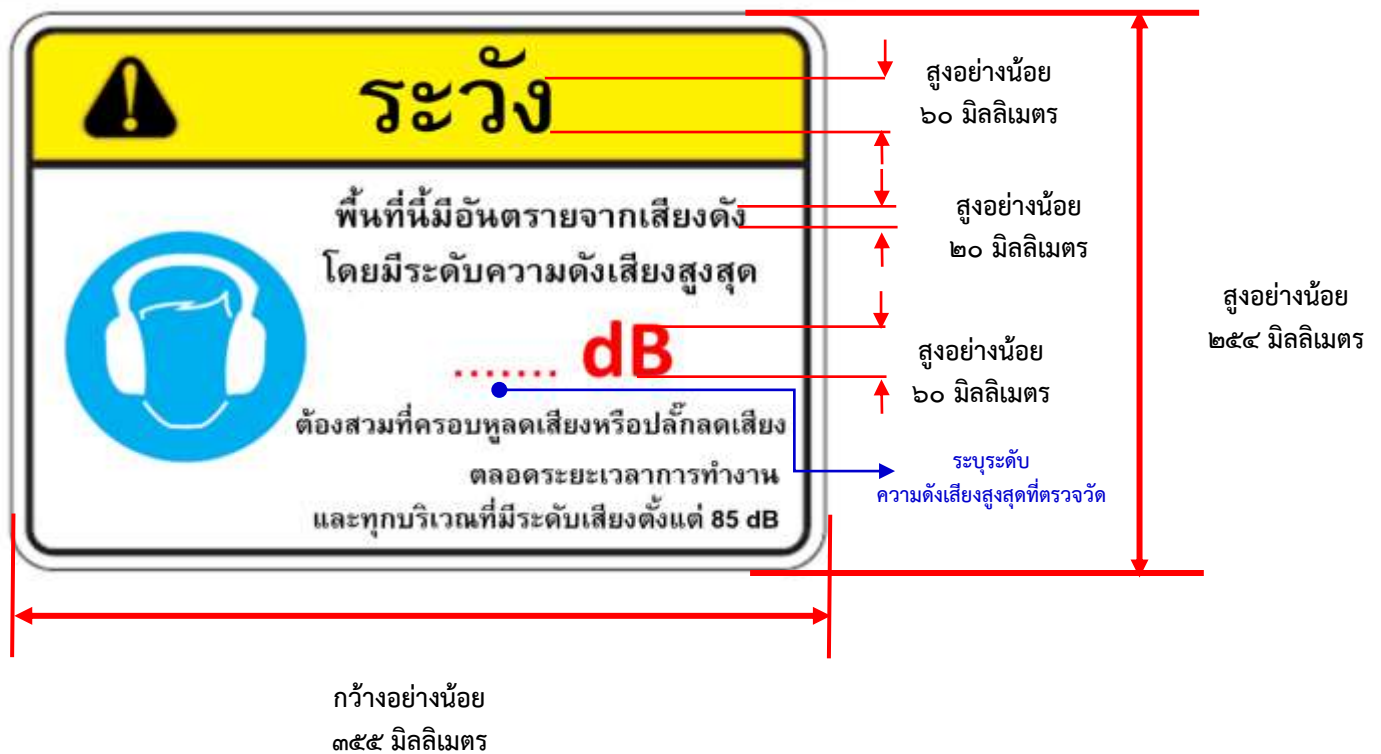 ระวัง
พื้นที่นี้มีอันตรายจากเสียงดัง
โดยมีระดับความดังเสียงสูงสุด
....... dB
ต้องสวมที่ครอบหูลดเสียงหรือปลั๊กลดเสียง
ตลอดระยะเวลาการทำงาน
และทุกบริเวณที่มีระดับเสียงตั้งแต่ 85 dB
สูงอย่างน้อย
๖๐ มิลลิเมตร
สูงอย่างน้อย
๒๐ มิลลิเมตร
สูงอย่างน้อย
๖๐ มิลลิเมตร
ระบุระดับ
ความดังเสียงสูงสุดที่ตรวจวัด
สูงอย่างน้อย
๒๕๔ มิลลิเมตร
กว้างอย่างน้อย
๓๕๕ มิลลิเมตร